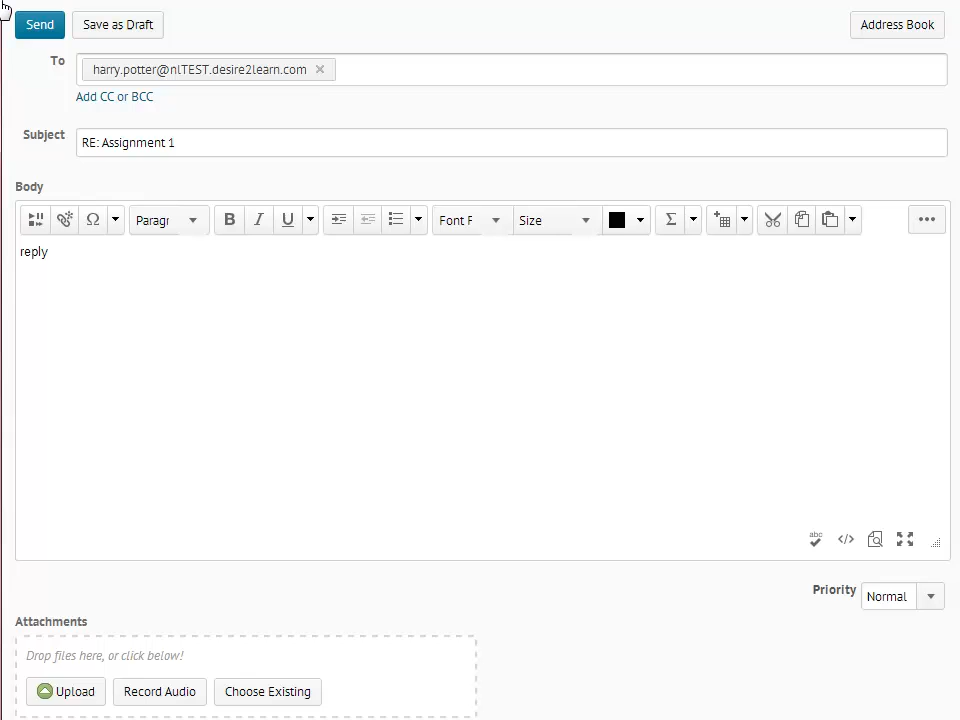 Send Save as Draft Address Book
To harry.potter@nlTEST.desire2learn.com ×
Add CC or BCC
Subject RE: Assignment 1
Body
Ω Paragr B I U Font F Size Σ •••
reply
abc </>
Priority Normal
Attachments
Drop files here, or click below!
Upload Record Audio Choose Existing